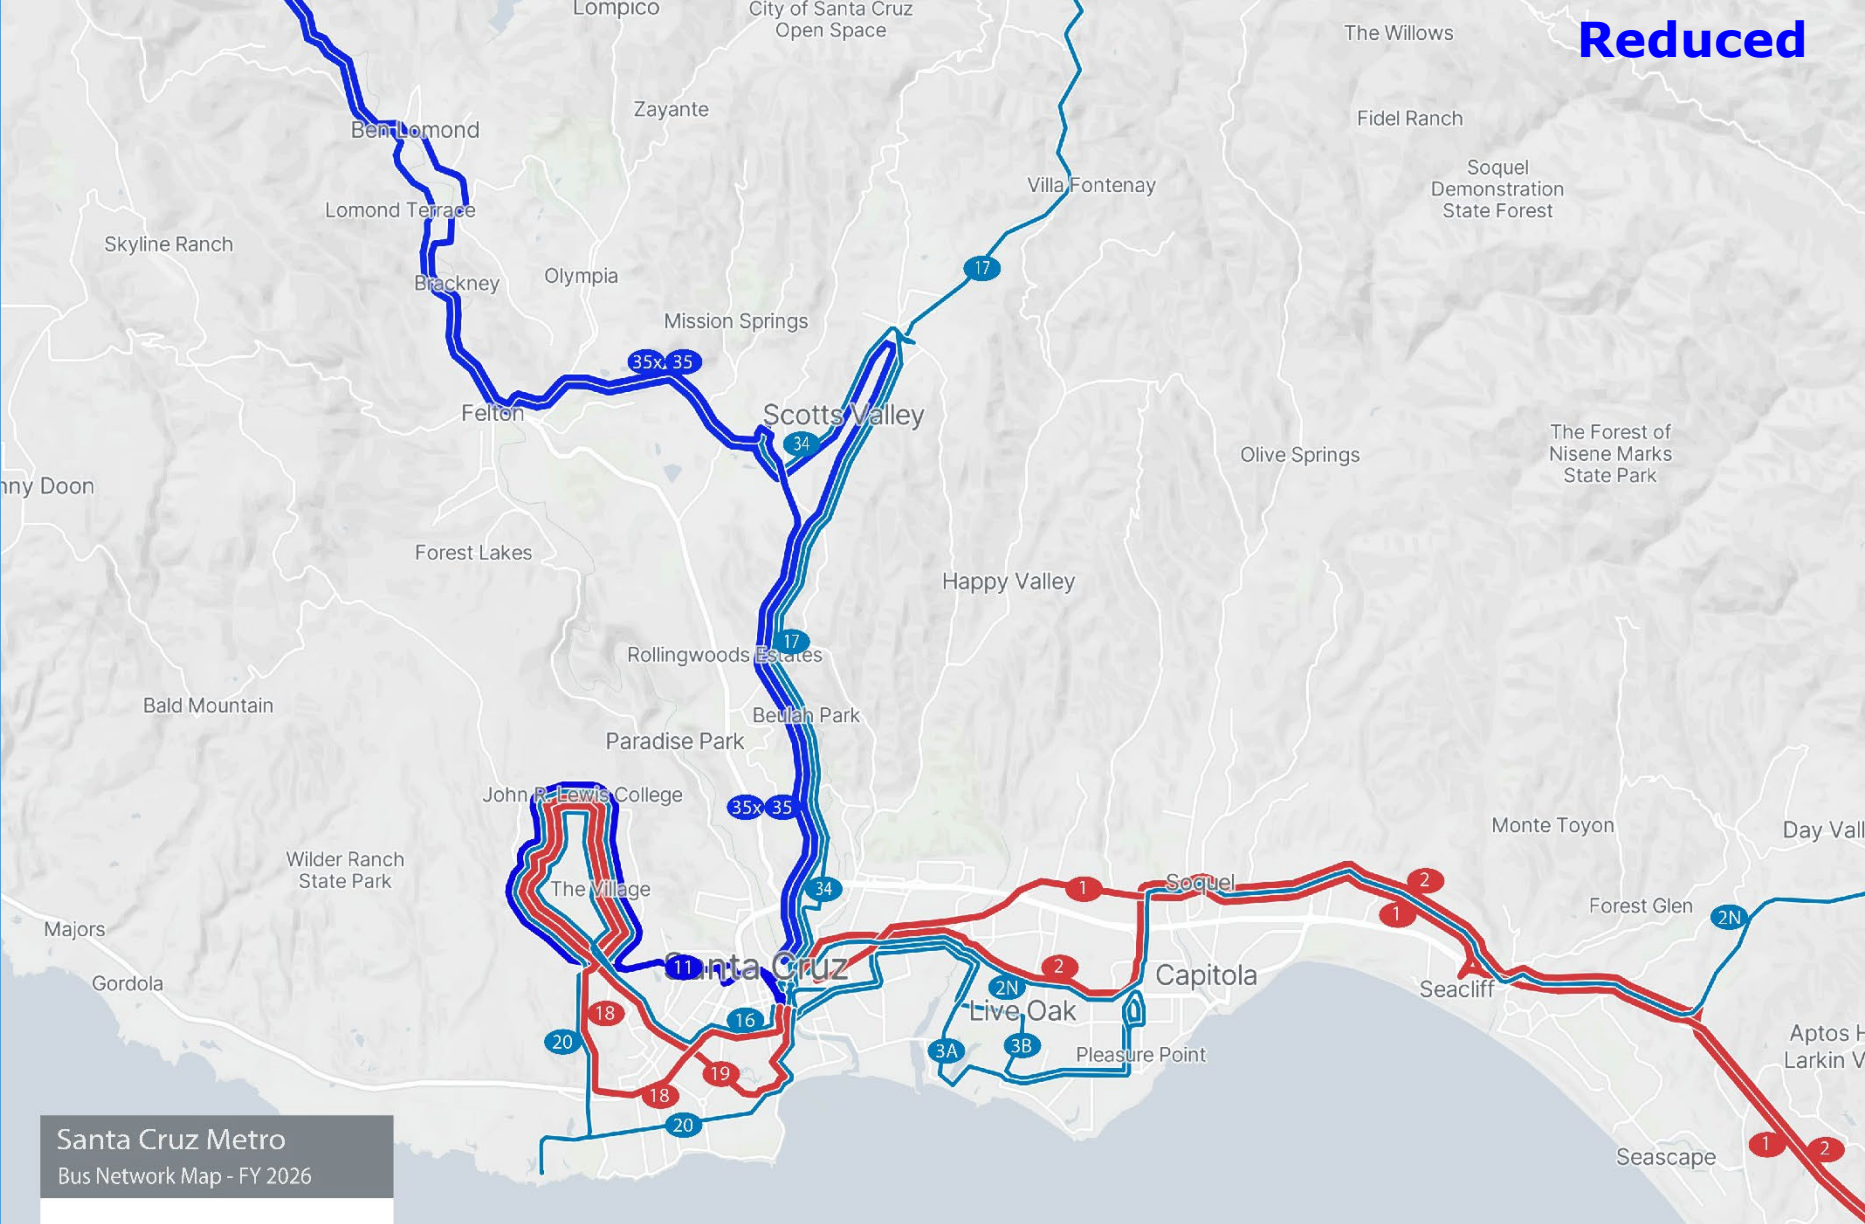 Lompico
City of Santa Cruz
Open Space
The Willows
Reduced
Zayante
Fidel Ranch
Ben Lomond
Soquel
Demonstration
State Forest
Villa Fontenay
Lomond Terrace
Skyline Ranch
17
Olympia
Brackney
Mission Springs
35x 35
Felton
Scotts Valley
34
Olive Springs
The Forest of
Nisene Marks
State Park
nny Doon
Forest Lakes
Happy Valley
17
Rollingwoods Estates
Bald Mountain
Beulah Park
Paradise Park
John R. Lewis College
35x 35
Monte Toyon
Day Vall
Wilder Ranch
State Park
The Village
34
1
Soquel
2
1
Forest Glen
2N
Majors
11
Santa Cruz
2
Capitola
Gordola
2N
Seacliff
Live Oak
18
16
20
3A
3B
Pleasure Point
Aptos H
Larkin V
19
18
20
Santa Cruz Metro
Bus Network Map - FY 2026
1
2
Seascape